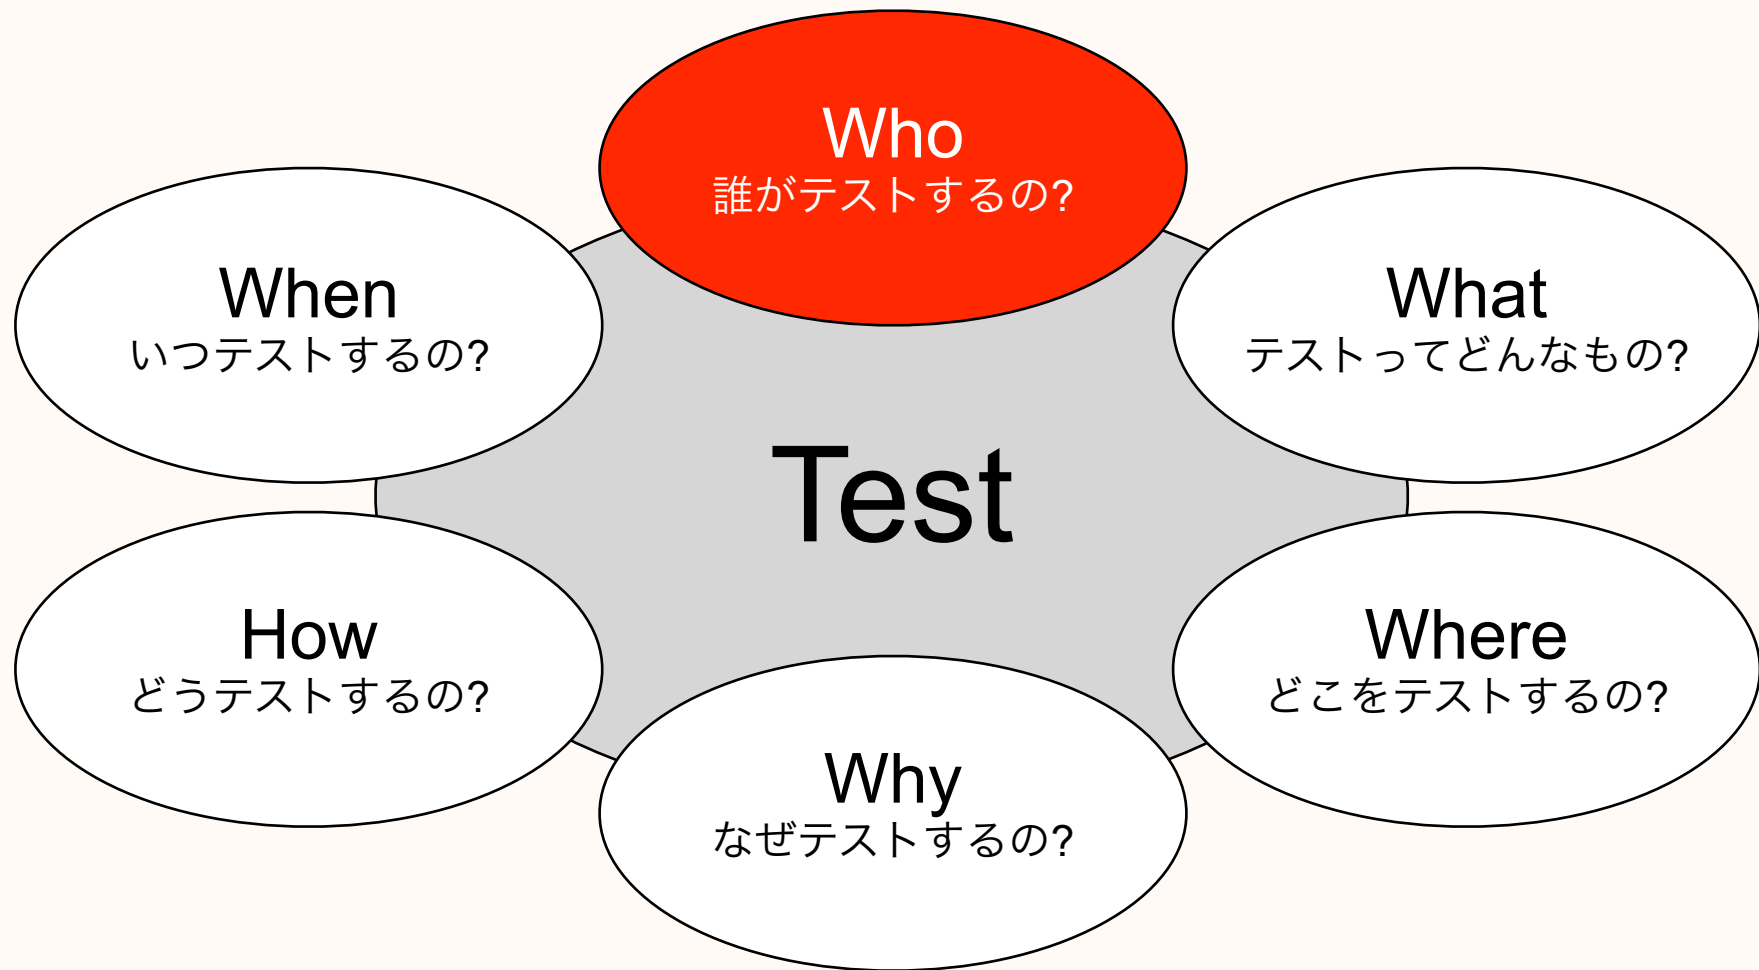 Who
誰がテストするの?
When
いつテストするの?
What
テストってどんなもの?
Test
How
どうテストするの?
Where
どこをテストするの?
Why
なぜテストするの?